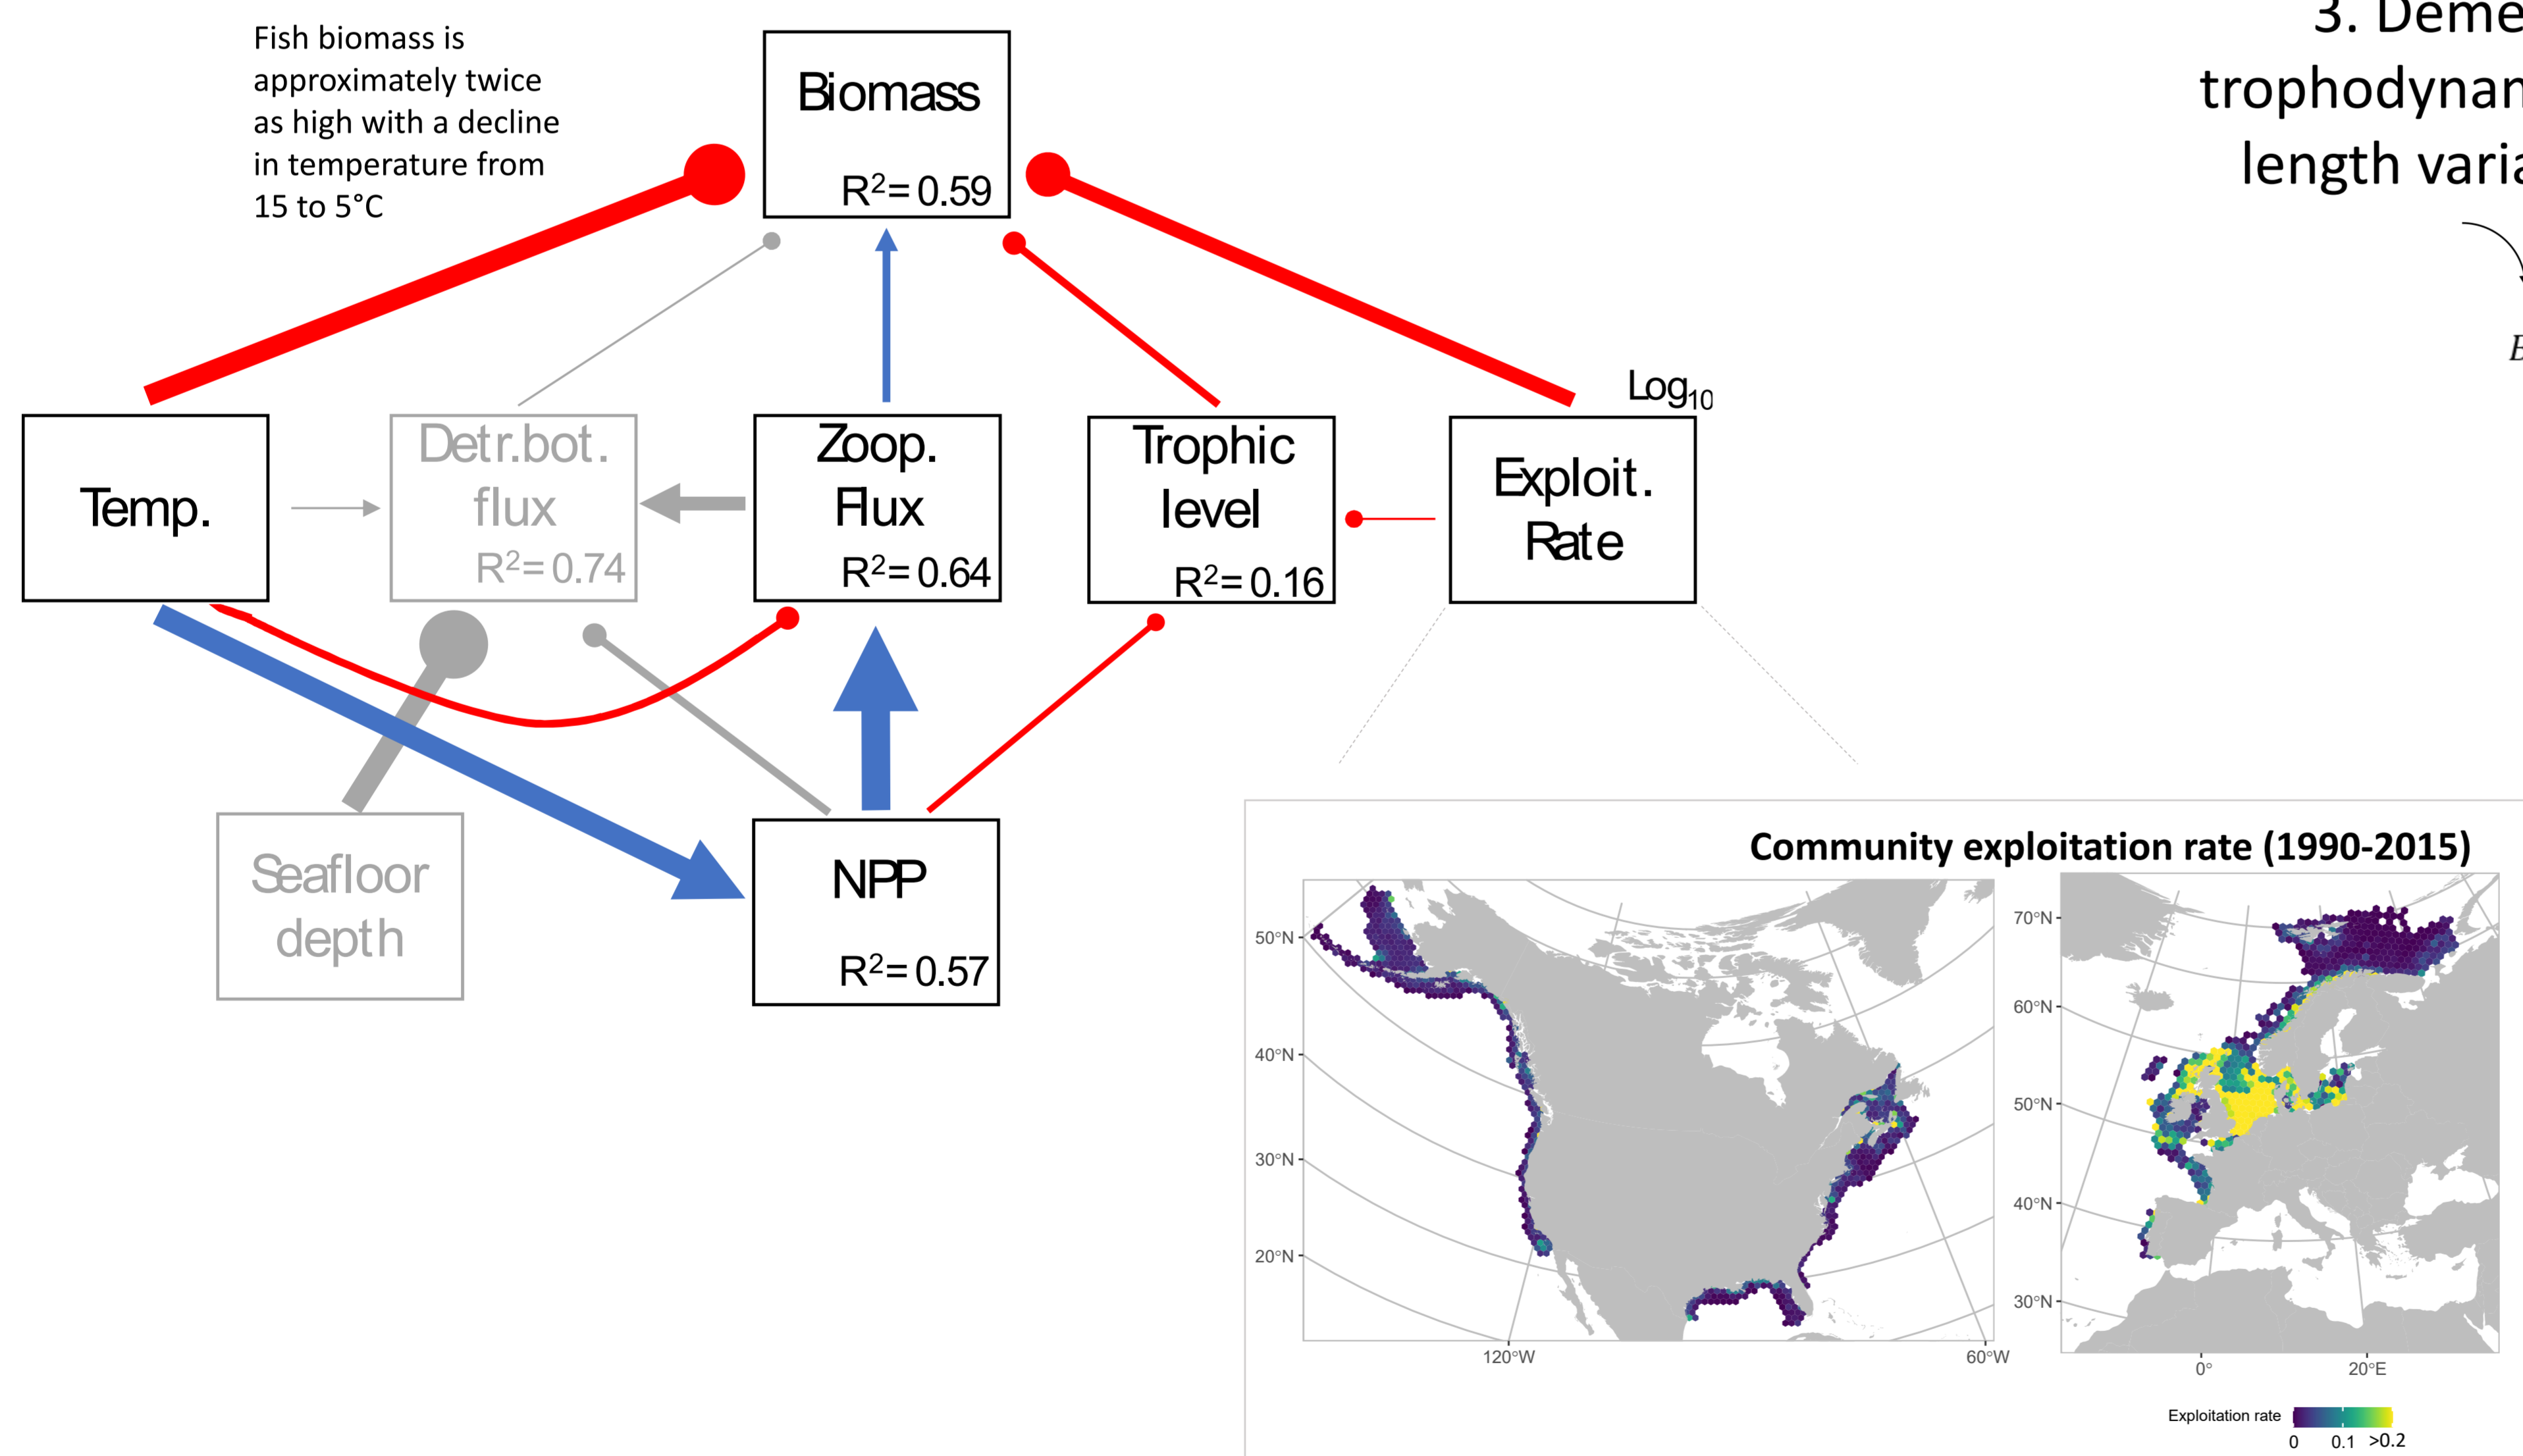 Fish biomass is
approximately twice
as high with a decline
in temperature from
15 to 5°C
Biomass
R²= 0.59
3. Deme
trophodynam
length varia
Log₁₀
B
Temp.
Detr.bot.
flux
R²= 0.74
Zoop.
Flux
R²= 0.64
Trophic
level
R²= 0.16
Exploit.
Rate
Seafloor
depth
NPP
R²= 0.57
Community exploitation rate (1990-2015)
50°N
40°N
30°N
20°N
120°W
60°W
70°N
60°N
50°N
40°N
30°N
0°
20°E
Exploitation rate
0
0.1
>0.2